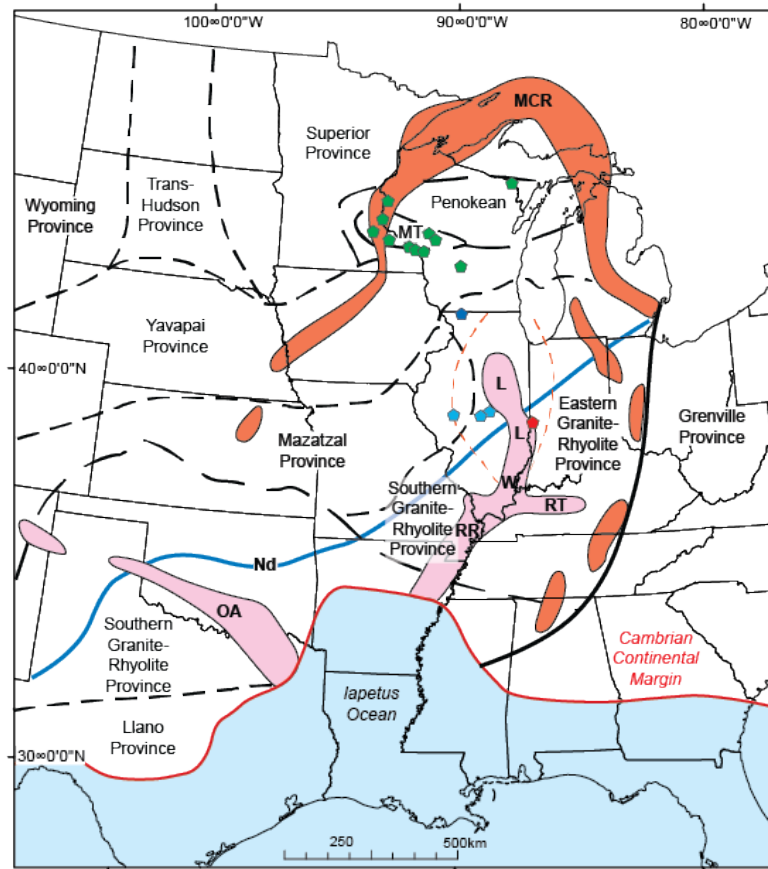 100∞0'0"W
90∞0'0"W
80∞0'0"W
MCR
Superior
Province
Wyoming
Province
Trans-
Hudson
Province
Penokean
MT
Yavapai
Province
40∞0'0"N
L
Eastern
Granite-
Rhyolite
Province
Grenville
Province
L
Mazatzal
Province
W
Southern
Granite-
Rhyolite
Province
RT
RR
Nd
OA
Southern
Granite-
Rhyolite
Province
Cambrian
Continental
Margin
Iapetus
Ocean
Llano
Province
30∞0'0"N
250
500km